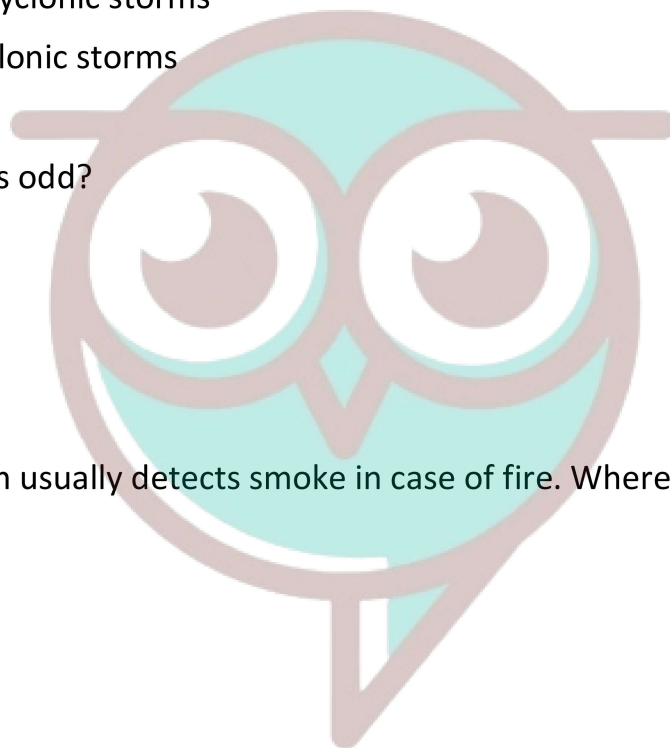 yclonic storms
lonic storms
s odd?
n usually detects smoke in case of fire. Where